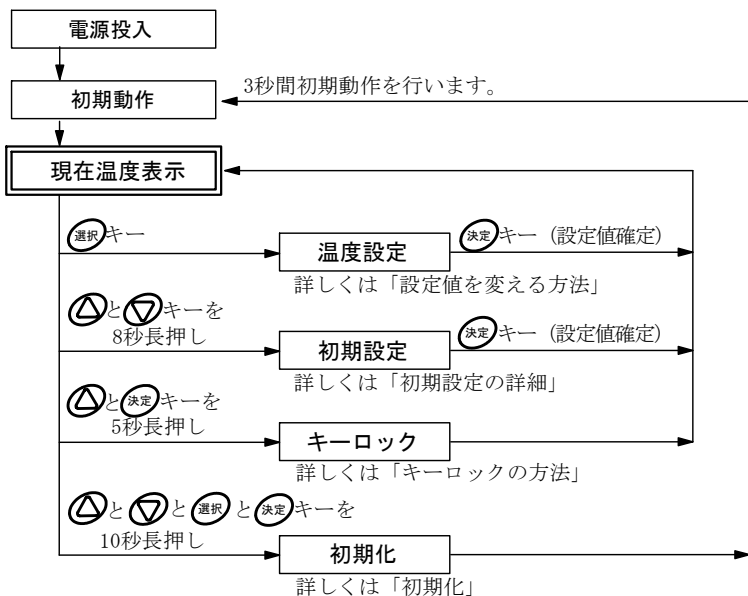 電源投入
初期動作
3秒間初期動作を行います。
現在温度表示
選択キー
温度設定
決定キー（設定値確定）
詳しくは「設定値を変える方法」
△と▽キーを
8秒長押し
初期設定
決定キー（設定値確定）
詳しくは「初期設定の詳細」
△と決定キーを
5秒長押し
キーロック
詳しくは「キーロックの方法」
△と▽と選択と決定キーを
10秒長押し
初期化
詳しくは「初期化」